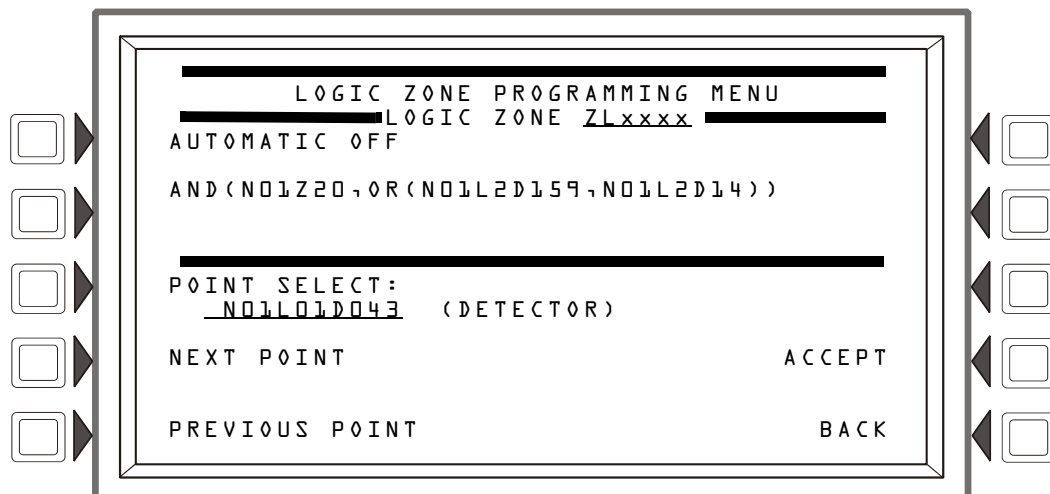 LOGIC ZONE PROGRAMMING MENU
LOGIC ZONE ZLxxxx
AUTOMATIC OFF
AND(N01Z20,OR(N01L2D159,N01L2D14))
POINT SELECT:
N01L01D043 (DETECTOR)
NEXT POINT ACCEPT
PREVIOUS POINT BACK